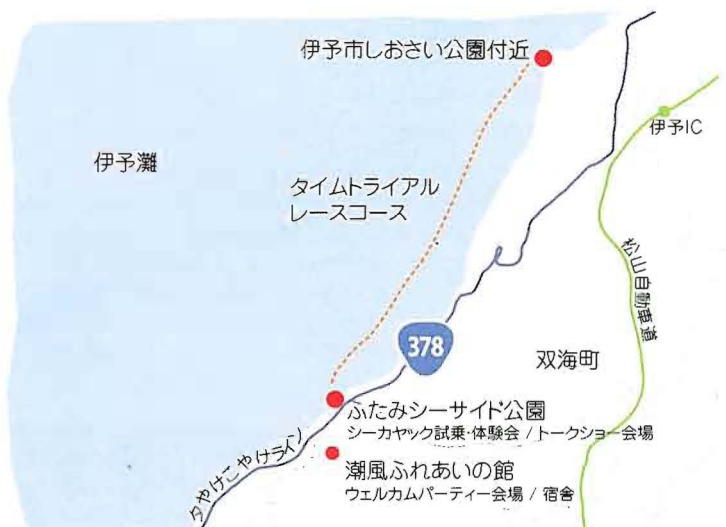 伊予市しおさい公園付近
伊予IC
伊予灘
タイムトライアル
レースコース
松山自動車道
378
双海町
ふたみシーサイド公園
シーカヤック試乗・体験会 / トークショー会場
夕やけこやけライン
潮風ふれあいの館
ウェルカムパーティー会場 / 宿舎